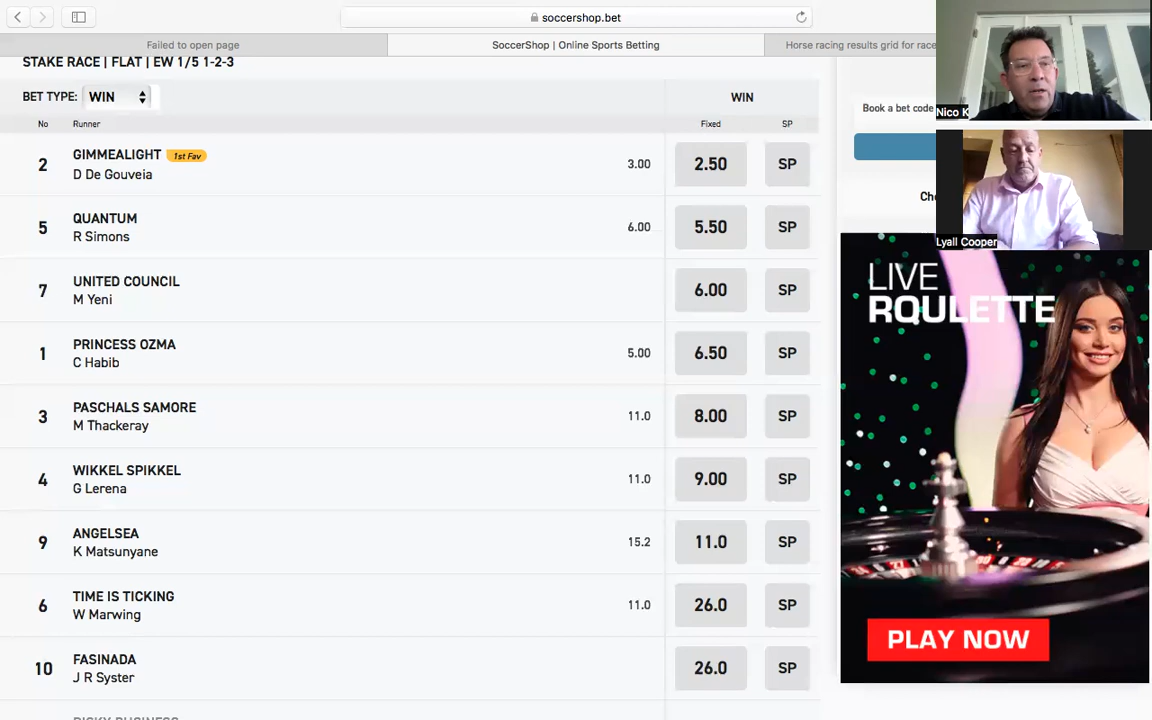 soccershop.bet
Failed to open page
SoccerShop | Online Sports Betting
Horse racing results grid for race
STAKE RACE | FLAT | EW 1/5 1-2-3
BET TYPE: WIN
WIN
No Runner Fixed SP
2 GIMMEALIGHT 1st Fav 3.00 2.50 SP
D De Gouveia
5 QUANTUM 6.00 5.50 SP
R Simons
7 UNITED COUNCIL 6.00 SP
M Yeni
1 PRINCESS OZMA 5.00 6.50 SP
C Habib
3 PASCHALS SAMORE 11.0 8.00 SP
M Thackeray
4 WIKKEL SPIKKEL 11.0 9.00 SP
G Lerena
9 ANGELSEA 15.2 11.0 SP
K Matsunyane
6 TIME IS TICKING 11.0 26.0 SP
W Marwing
10 FASINADA 26.0 SP
J R Syster
RISKY BUSINESS
Book a bet code
Nico K
Lyall Cooper
LIVE
ROULETTE
PLAY NOW